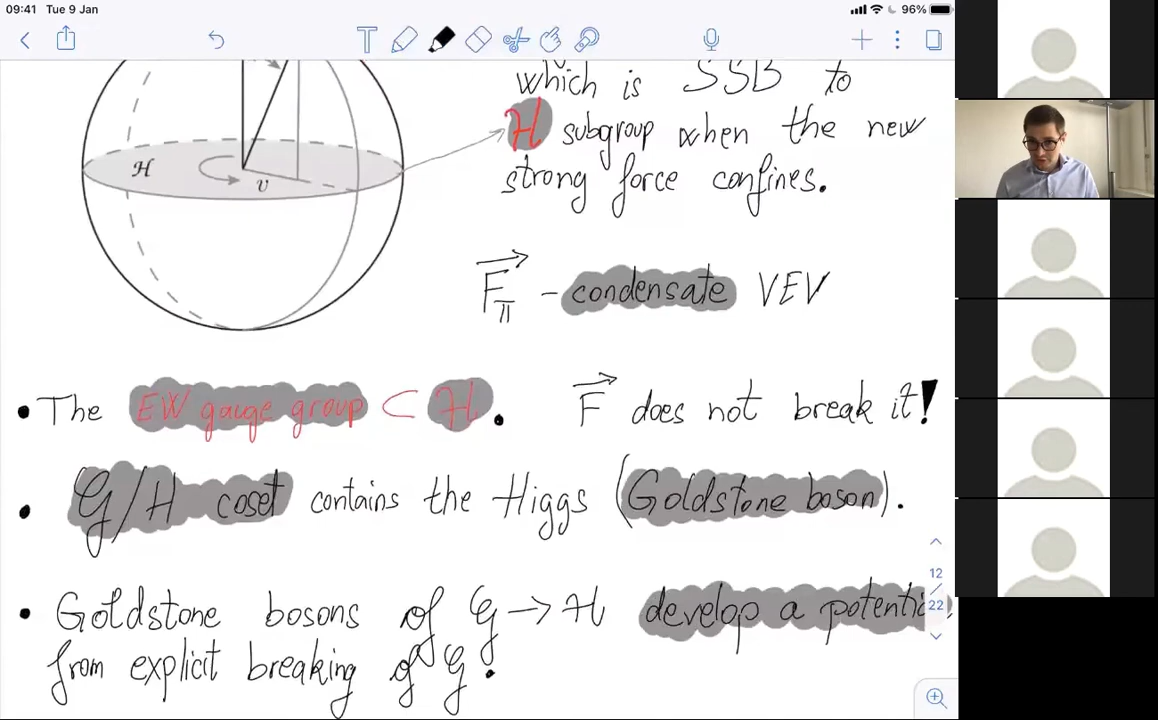 09:41 Tue 9 Jan
96%
which is SSB to
H subgroup when the new
strong force confines.
H
v
F⃗_π - condensate VEV
• The EW gauge group ⊂ H. F⃗ does not break it!
• G/H coset contains the Higgs (Goldstone boson).
• Goldstone bosons of G → H develop a potenti
from explicit breaking of G.
12
/
22